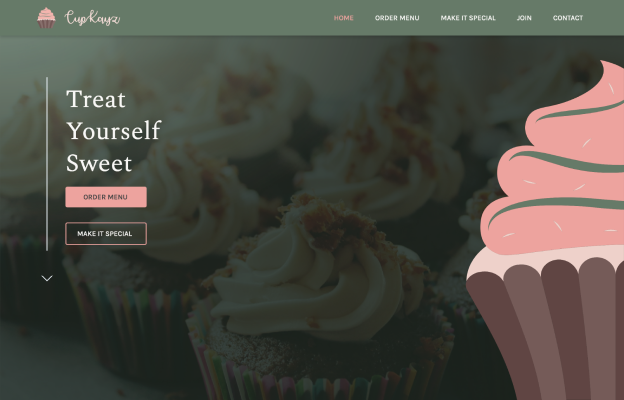 CupKayz
HOME
ORDER MENU
MAKE IT SPECIAL
JOIN
CONTACT
Treat
Yourself
Sweet
ORDER MENU
MAKE IT SPECIAL